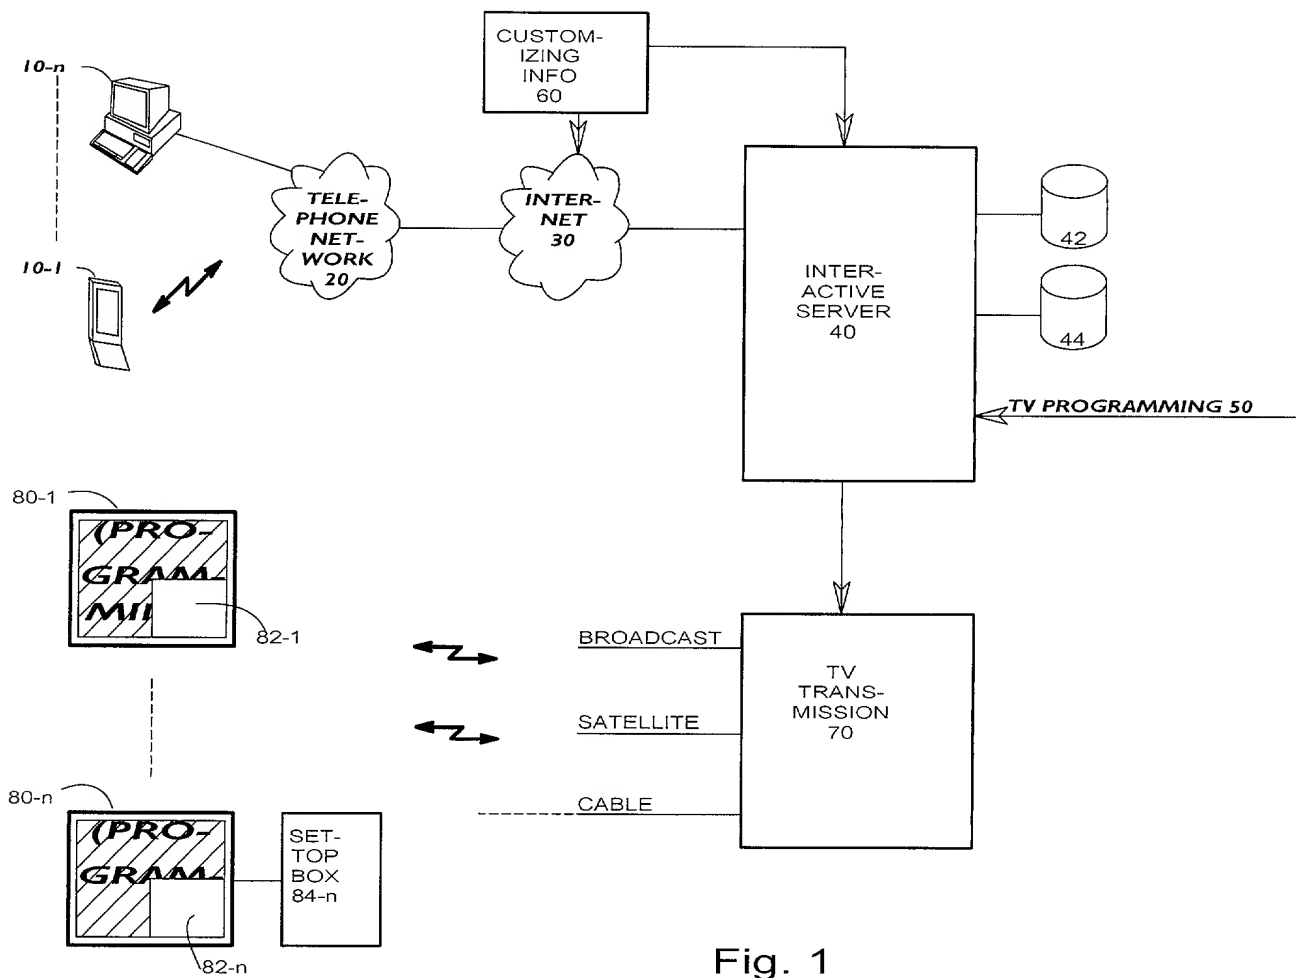 CUSTOM-
IZING
INFO
60
10-n
TELE-
PHONE
NET-
WORK
20
INTER-
NET
30
10-1
INTER-
ACTIVE
SERVER
40
42
44
TV PROGRAMMING 50
80-1
(PRO-
GRAM-
MII
82-1
BROADCAST
SATELLITE
CABLE
TV
TRANS-
MISSION
70
80-n
(PRO-
GRAM-
82-n
SET-
TOP
BOX
84-n
Fig. 1